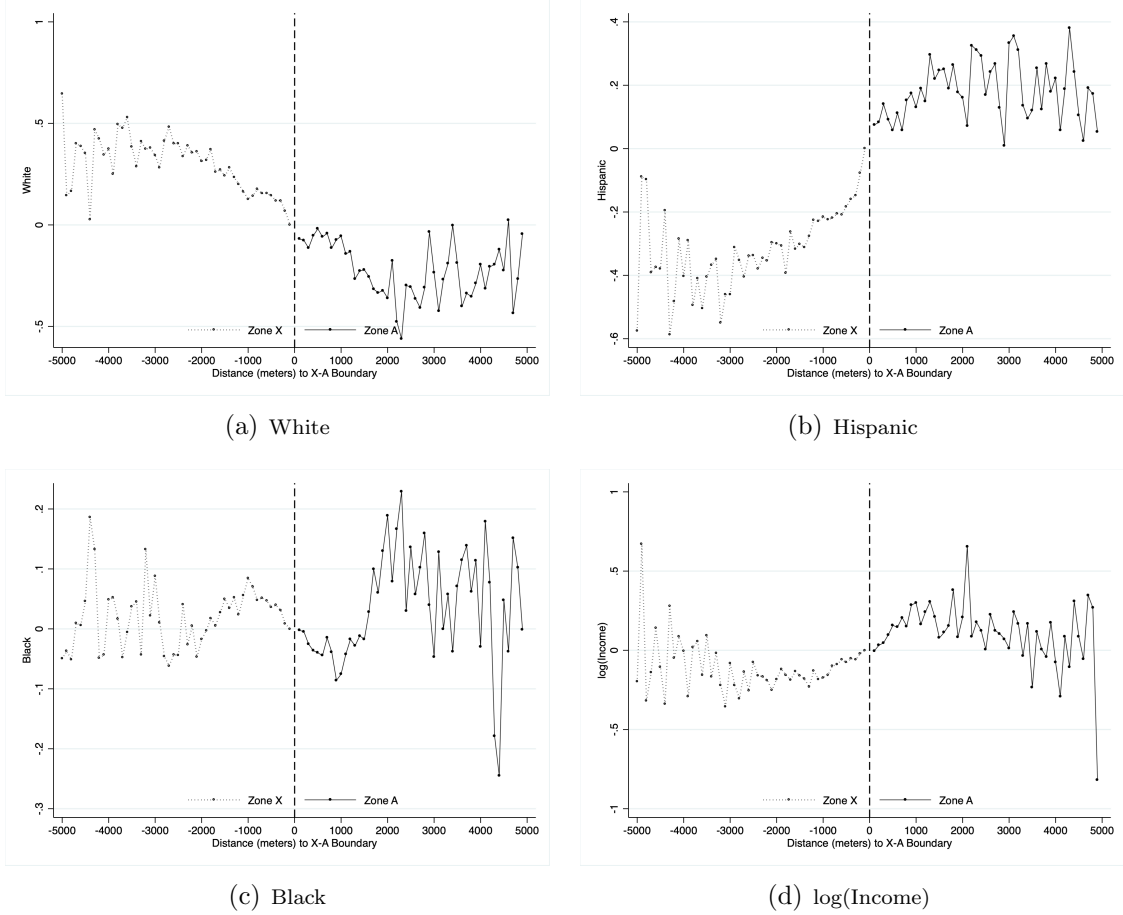 1
.5
0
-.5
White
Zone X
Zone A
-5000 -4000 -3000 -2000 -1000 0 1000 2000 3000 4000 5000
Distance (meters) to X-A Boundary
(a) White
.4
.2
0
-.2
-.4
-.6
Hispanic
Zone X
Zone A
-5000 -4000 -3000 -2000 -1000 0 1000 2000 3000 4000 5000
Distance (meters) to X-A Boundary
(b) Hispanic
.2
.1
0
-.1
-.2
-.3
Black
Zone X
Zone A
-5000 -4000 -3000 -2000 -1000 0 1000 2000 3000 4000 5000
Distance (meters) to X-A Boundary
(c) Black
1
.5
0
-.5
-1
log(Income)
Zone X
Zone A
-5000 -4000 -3000 -2000 -1000 0 1000 2000 3000 4000 5000
Distance (meters) to X-A Boundary
(d) log(Income)